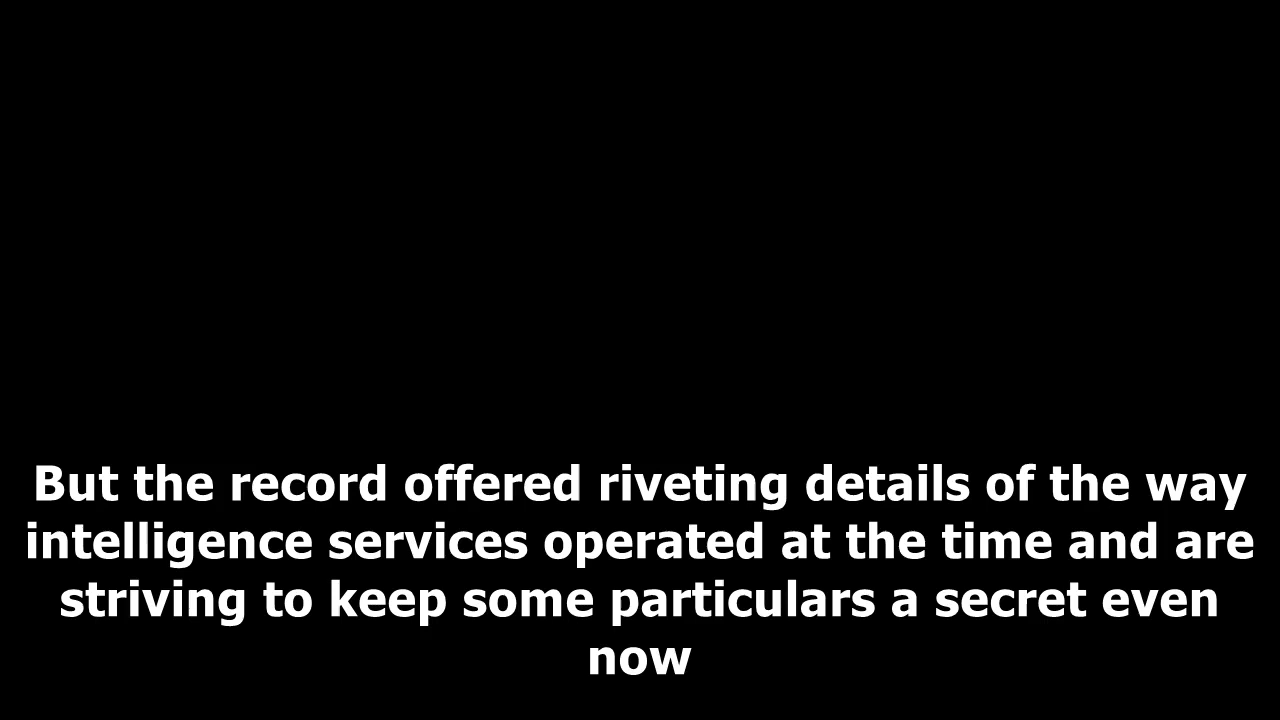 But the record offered riveting details of the way
intelligence services operated at the time and are
striving to keep some particulars a secret even
now